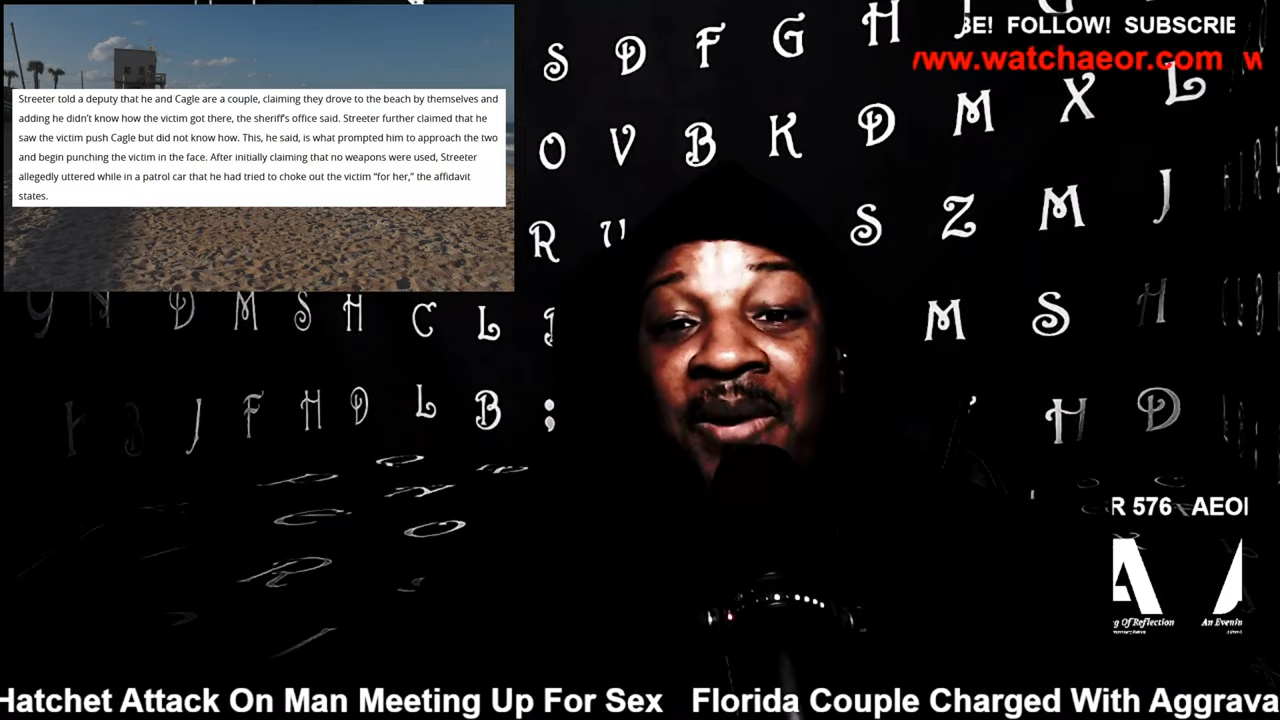 Streeter told a deputy that he and Cagle are a couple, claiming they drove to the beach by themselves and
adding he didn't know how the victim got there, the sheriff's office said. Streeter further claimed that he
saw the victim push Cagle but did not know how. This, he said, is what prompted him to approach the two
and begin punching the victim in the face. After initially claiming that no weapons were used, Streeter
allegedly uttered while in a patrol car that he had tried to choke out the victim “for her,” the affidavit
states.
BE! FOLLOW! SUBSCRIB
www.watchaeor.com w
S D F G H J G
O V B K D M X L
R U S Z M J
G N D M S H C L M S H
J F H D L B : H D
R 576 AEOI
A A
g Of Reflection An Evenin
Hatchet Attack On Man Meeting Up For Sex Florida Couple Charged With Aggrava